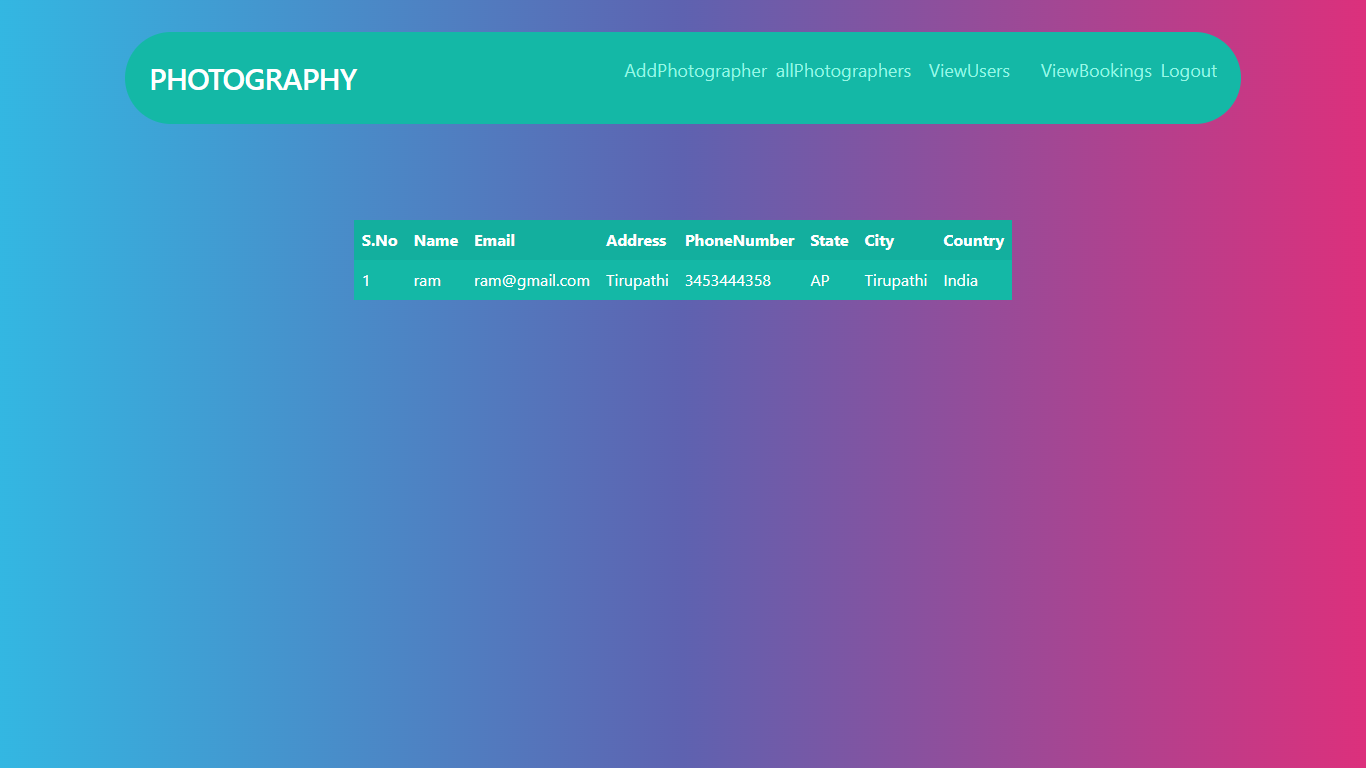 PHOTOGRAPHY
AddPhotographer allPhotographers ViewUsers ViewBookings Logout
S.No Name Email Address PhoneNumber State City Country
1 ram ram@gmail.com Tirupathi 3453444358 AP Tirupathi India